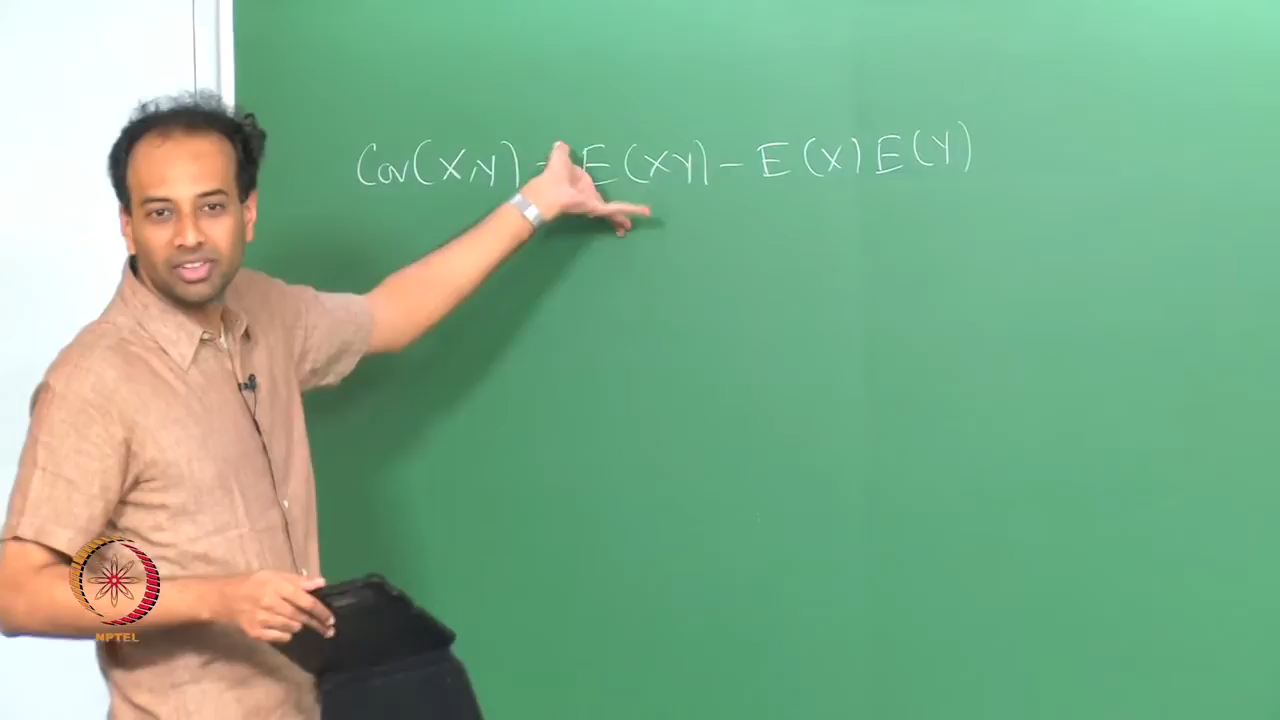 Cov(X,Y) = E(XY) - E(X) E(Y)
NPTEL